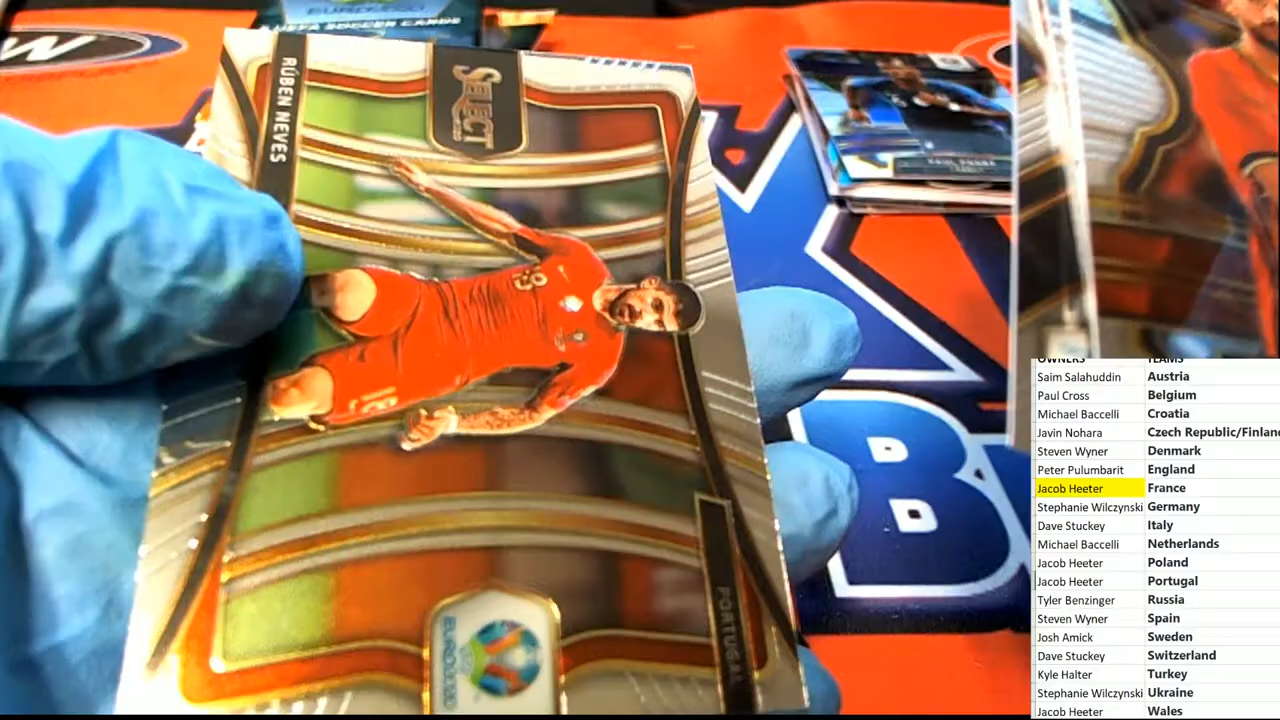 EURO2020
RÚBEN NEVES
SELECT
18
18
PORTUGAL
EURO2020
OWNERS TEAMS
Saim Salahuddin Austria
Paul Cross Belgium
Michael Baccelli Croatia
Javin Nohara Czech Republic/Finland
Steven Wyner Denmark
Peter Pulumbarit England
Jacob Heeter France
Stephanie Wilczynski Germany
Dave Stuckey Italy
Michael Baccelli Netherlands
Jacob Heeter Poland
Jacob Heeter Portugal
Tyler Benzinger Russia
Steven Wyner Spain
Josh Amick Sweden
Dave Stuckey Switzerland
Kyle Halter Turkey
Stephanie Wilczynski Ukraine
Jacob Heeter Wales